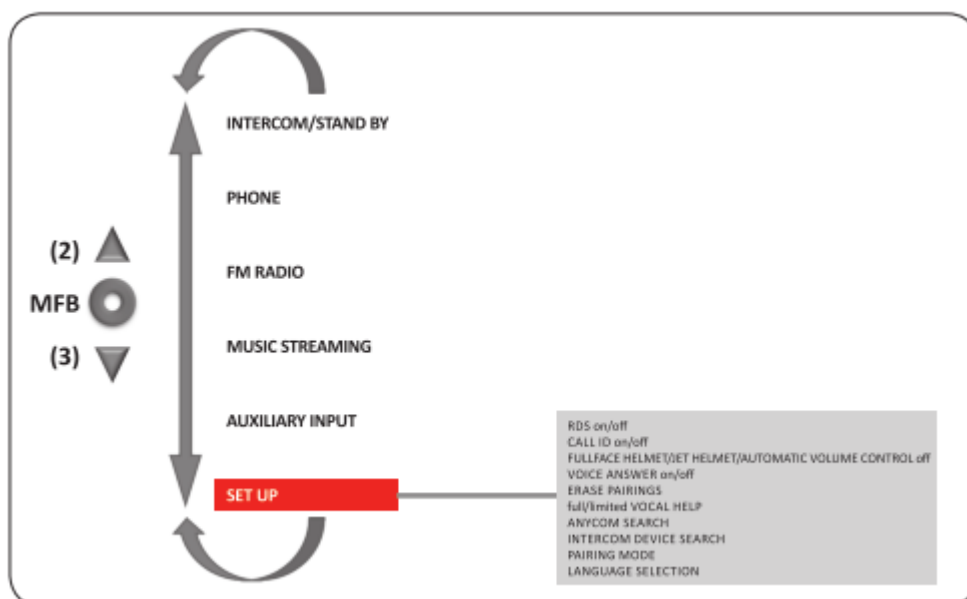 INTERCOM/STAND BY
PHONE
(2)
FM RADIO
MFB
MUSIC STREAMING
(3)
AUXILIARY INPUT
SET UP
RDS on/off
CALL ID on/off
FULLFACE HELMET/JET HELMET/AUTOMATIC VOLUME CONTROL off
VOICE ANSWER on/off
ERASE PAIRINGS
full/limited VOCAL HELP
ANYCOM SEARCH
INTERCOM DEVICE SEARCH
PAIRING MODE
LANGUAGE SELECTION